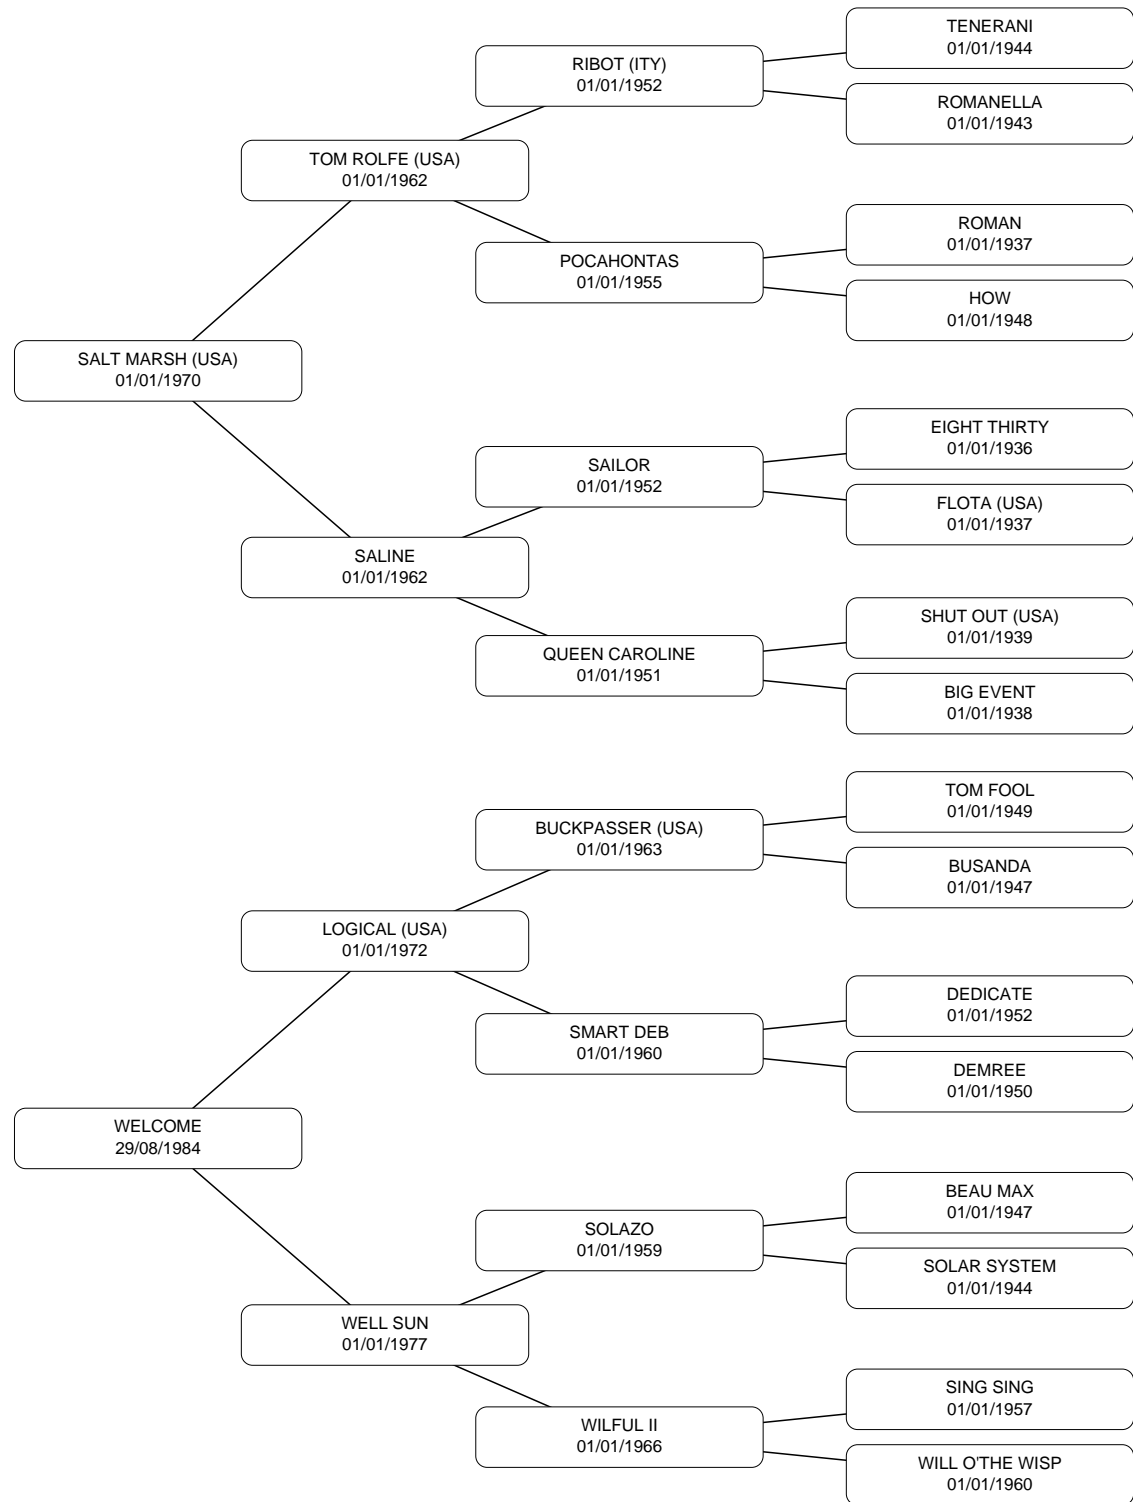 TENERANI
01/01/1944
RIBOT (ITY)
01/01/1952
ROMANELLA
01/01/1943
TOM ROLFE (USA)
01/01/1962
ROMAN
01/01/1937
POCAHONTAS
01/01/1955
HOW
01/01/1948
SALT MARSH (USA)
01/01/1970
EIGHT THIRTY
01/01/1936
SAILOR
01/01/1952
FLOTA (USA)
01/01/1937
SALINE
01/01/1962
SHUT OUT (USA)
01/01/1939
QUEEN CAROLINE
01/01/1951
BIG EVENT
01/01/1938
TOM FOOL
01/01/1949
BUCKPASSER (USA)
01/01/1963
BUSANDA
01/01/1947
LOGICAL (USA)
01/01/1972
DEDICATE
01/01/1952
SMART DEB
01/01/1960
DEMREE
01/01/1950
WELCOME
29/08/1984
BEAU MAX
01/01/1947
SOLAZO
01/01/1959
SOLAR SYSTEM
01/01/1944
WELL SUN
01/01/1977
SING SING
01/01/1957
WILFUL II
01/01/1966
WILL O'THE WISP
01/01/1960